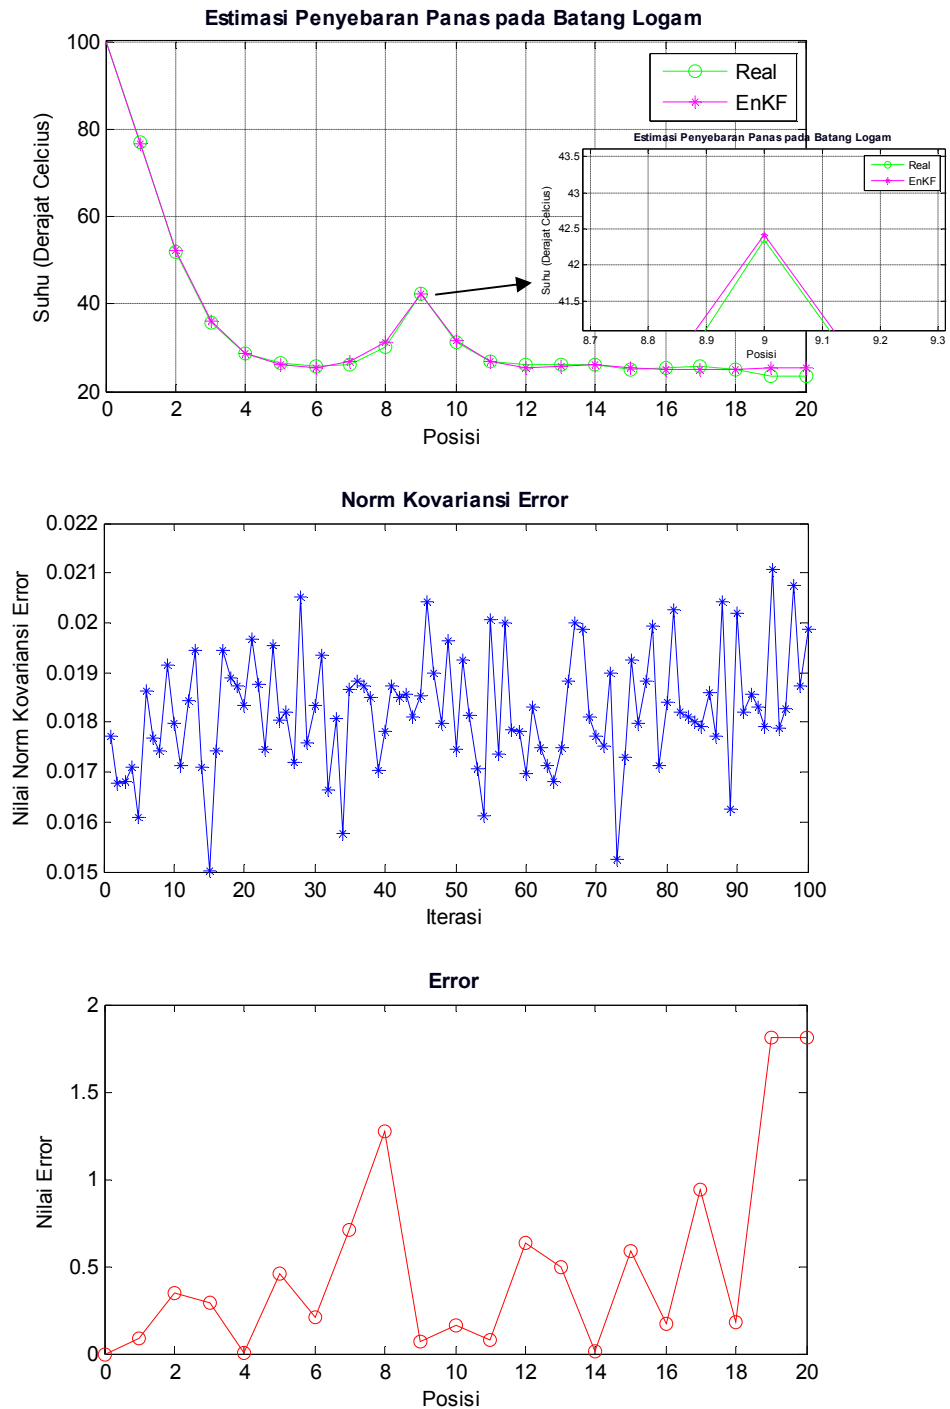 Estimasi Penyebaran Panas pada Batang Logam
100
80
60
40
20
Suhu (Derajat Celcius)
0 2 4 6 8 10 12 14 16 18 20
Posisi
Real
EnKF
Estimasi Penyebaran Panas pada Batang Logam
43.5
43
42.5
42
41.5
Suhu (Derajat Celcius)
8.7 8.8 8.9 9 9.1 9.2 9.3
Posisi
Real
EnKF
Norm Kovariansi Error
0.022
0.021
0.02
0.019
0.018
0.017
0.016
0.015
Nilai Norm Kovariansi Error
0 10 20 30 40 50 60 70 80 90 100
Iterasi
Error
2
1.5
1
0.5
0
Nilai Error
0 2 4 6 8 10 12 14 16 18 20
Posisi